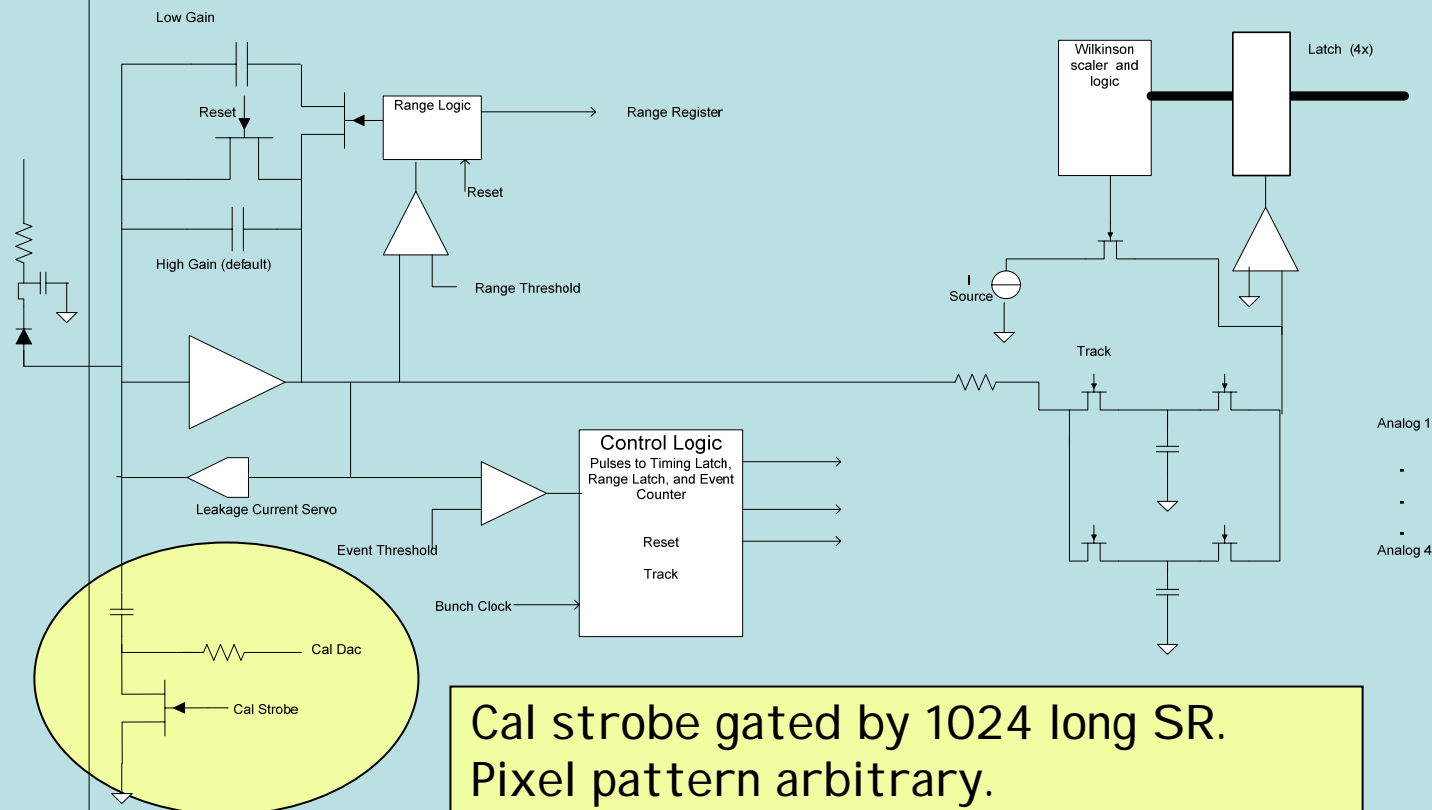 Low Gain
Reset
Range Logic
Range Register
Reset
High Gain (default)
Range Threshold
Wilkinson
scaler and
logic
Latch (4x)
I
Source
Track
Leakage Current Servo
Event Threshold
Control Logic
Pulses to Timing Latch,
Range Latch, and Event
Counter
Reset
Track
Bunch Clock
Analog 1
-
-
-
Analog 4
Cal Dac
Cal Strobe
Cal strobe gated by 1024 long SR.
Pixel pattern arbitrary.